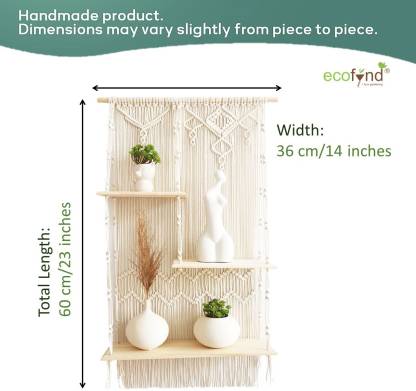 Handmade product.
Dimensions may vary slightly from piece to piece.
ecofynd®
Width:
36 cm/14 inches
Total Length:
60 cm/23 inches